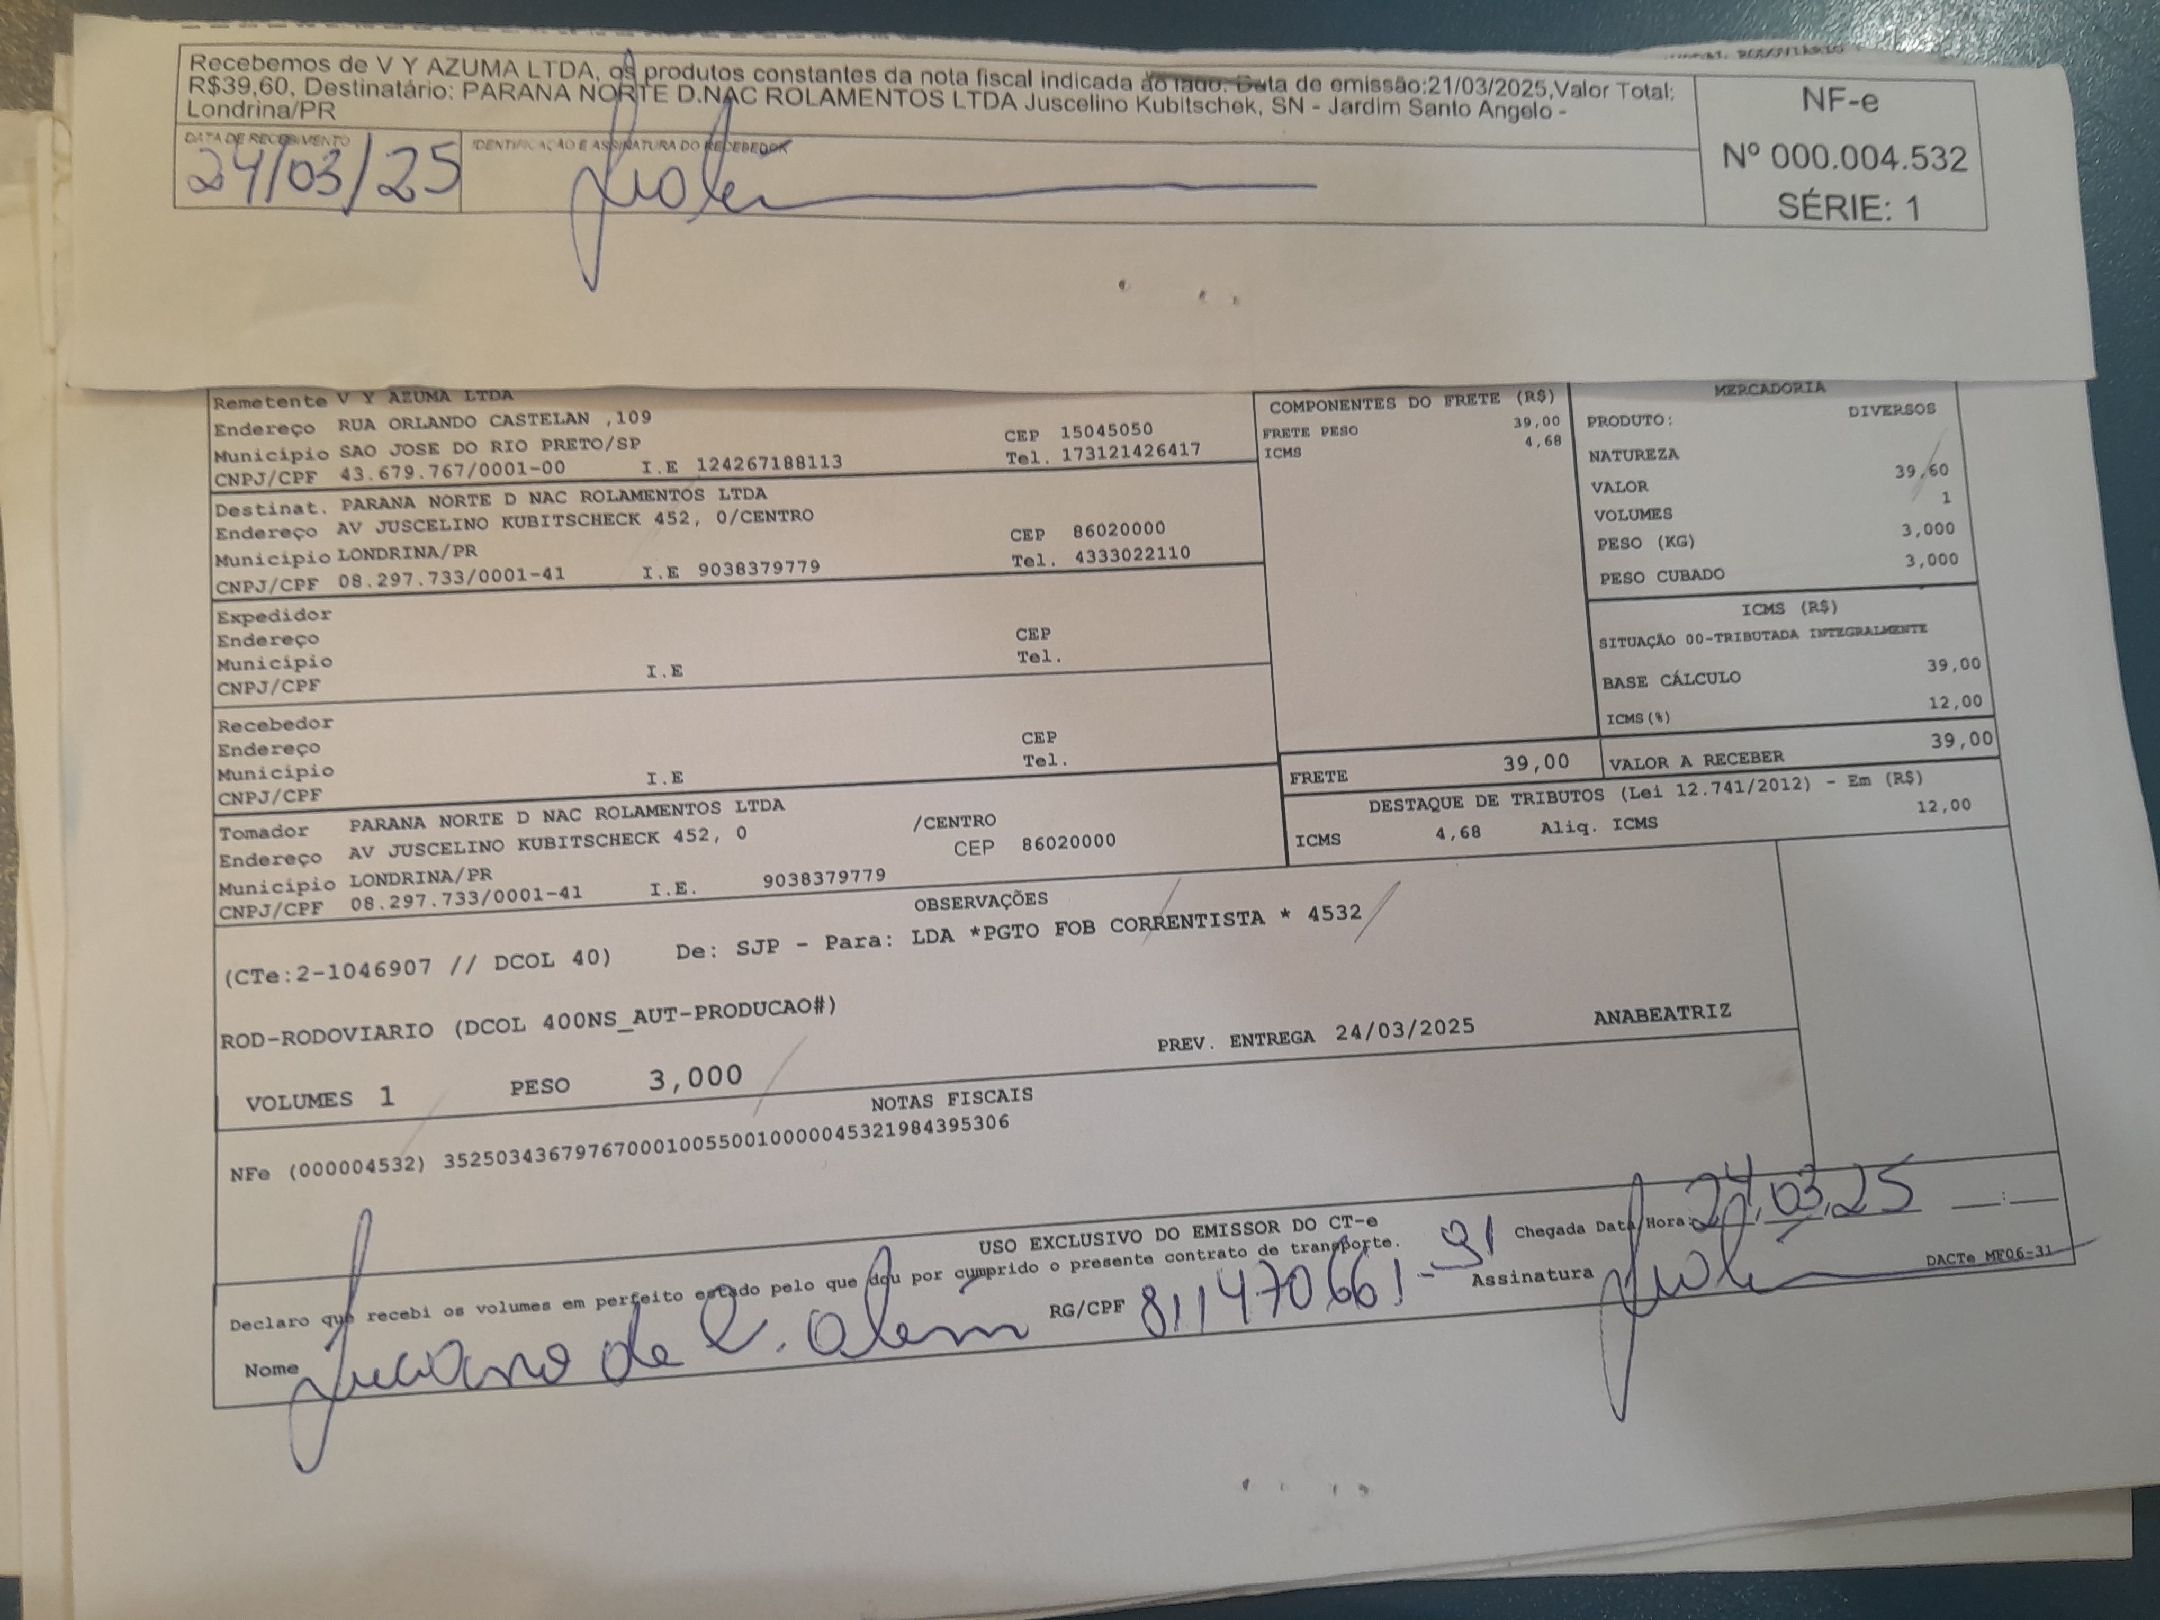 Recebemos de V Y AZUMA LTDA, os produtos constantes da nota fiscal indicada ao lado. Data de emissão:21/03/2025,Valor Total:
R$39,60, Destinatário: PARANA NORTE D.NAC ROLAMENTOS LTDA Juscelino Kubitschek, SN - Jardim Santo Angelo -
Londrina/PR
DATA DE RECEBIMENTO
24/03/25
IDENTIFICAÇÃO E ASSINATURA DO RECEBEDOR
NF-e
Nº 000.004.532
SÉRIE: 1
Remetente V Y AZUMA LTDA
Endereço RUA ORLANDO CASTELAN ,109
Município SAO JOSE DO RIO PRETO/SP CEP 15045050
CNPJ/CPF 43.679.767/0001-00 I.E 124267188113 Tel. 173121426417
Destinat. PARANA NORTE D NAC ROLAMENTOS LTDA
Endereço AV JUSCELINO KUBITSCHECK 452, 0/CENTRO
Município LONDRINA/PR CEP 86020000
CNPJ/CPF 08.297.733/0001-41 I.E 9038379779 Tel. 4333022110
Expedidor
Endereço
Município CEP
CNPJ/CPF I.E Tel.
Recebedor
Endereço
Município CEP
CNPJ/CPF I.E Tel.
Tomador PARANA NORTE D NAC ROLAMENTOS LTDA
Endereço AV JUSCELINO KUBITSCHECK 452, 0 /CENTRO
Município LONDRINA/PR CEP 86020000
CNPJ/CPF 08.297.733/0001-41 I.E. 9038379779
COMPONENTES DO FRETE (R$)
FRETE PESO 39,00
ICMS 4,68
MERCADORIA
PRODUTO: DIVERSOS
NATUREZA
VALOR 39,60
VOLUMES 1
PESO (KG) 3,000
PESO CUBADO 3,000
ICMS (R$)
SITUAÇÃO 00-TRIBUTADA INTEGRALMENTE
BASE CÁLCULO 39,00
ICMS(%) 12,00
FRETE 39,00 VALOR A RECEBER 39,00
DESTAQUE DE TRIBUTOS (Lei 12.741/2012) - Em (R$)
ICMS 4,68 Aliq. ICMS 12,00
OBSERVAÇÕES
(CTe:2-1046907 // DCOL 40) De: SJP - Para: LDA *PGTO FOB CORRENTISTA * 4532
ROD-RODOVIARIO (DCOL 400NS_AUT-PRODUCAO#)
PREV. ENTREGA 24/03/2025 ANABEATRIZ
VOLUMES 1 PESO 3,000
NOTAS FISCAIS
NFe (000004532) 35250343679767000100550010000045321984395306
USO EXCLUSIVO DO EMISSOR DO CT-e
Declaro que recebi os volumes em perfeito estado pelo que dou por cumprido o presente contrato de transporte.
Chegada Data/Hora: 24,03,25 __:__
Nome Luciano de
RG/CPF 811470661-91
Assinatura
DACTe MF06-31